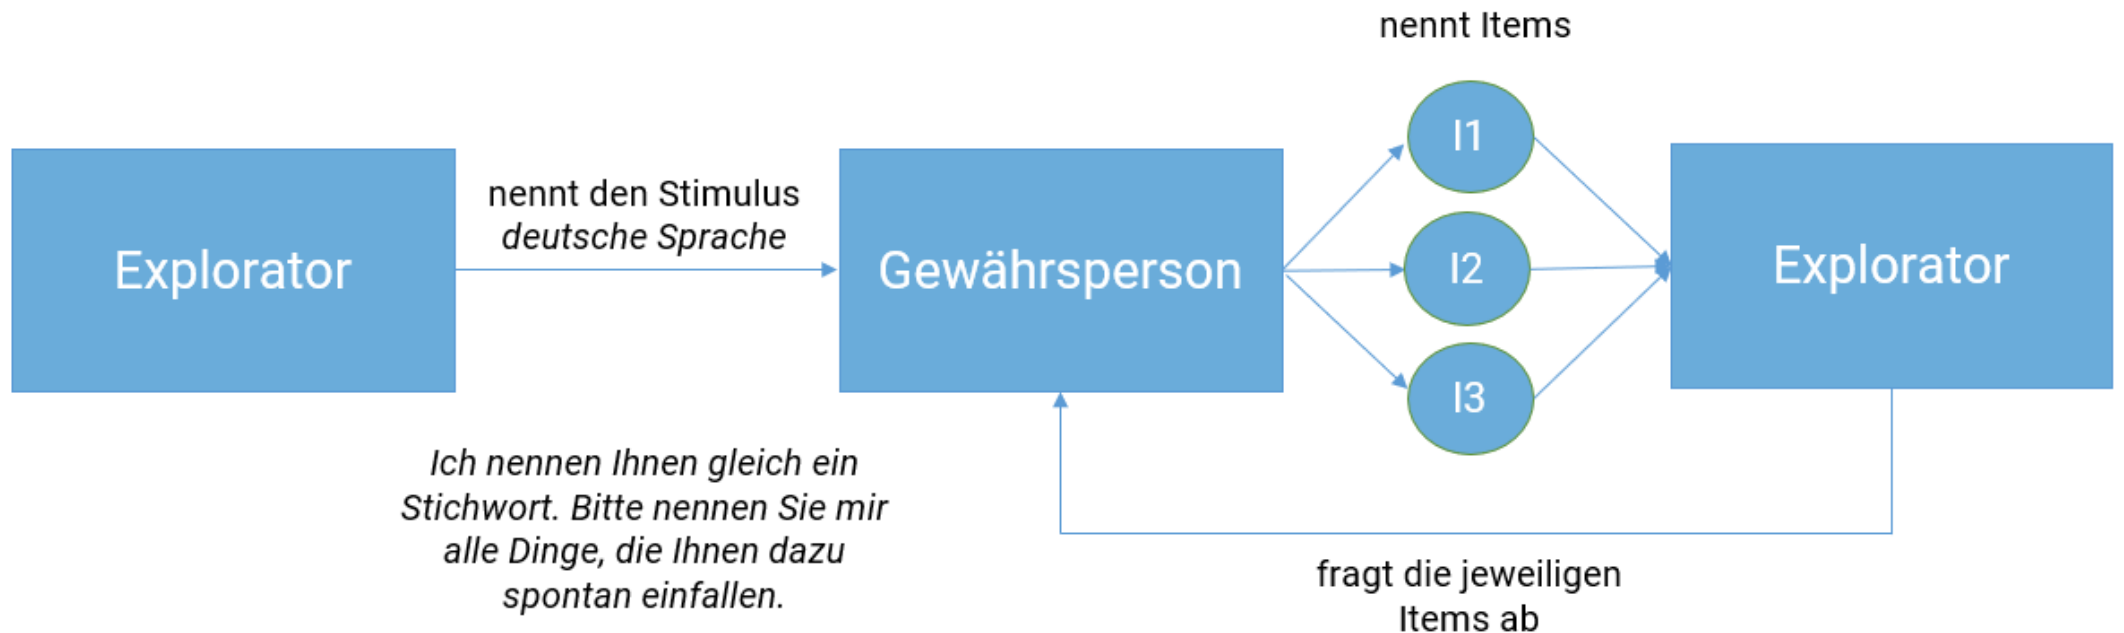 nennt Items
Explorator
nennt den Stimulus
deutsche Sprache
Gewährsperson
I1
I2
I3
Explorator
Ich nennen Ihnen gleich ein
Stichwort. Bitte nennen Sie mir
alle Dinge, die Ihnen dazu
spontan einfallen.
fragt die jeweiligen
Items ab